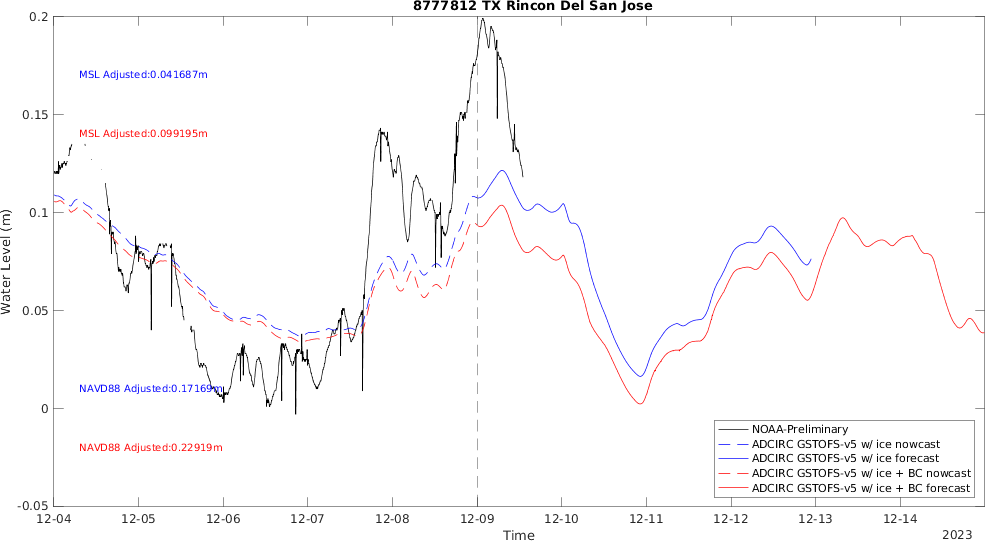 8777812 TX Rincon Del San Jose
0.2
MSL Adjusted:0.041687m
MSL Adjusted:0.099195m
0.15
0.1
Water Level (m)
0.05
NAVD88 Adjusted:0.17169m
0
NAVD88 Adjusted:0.22919m
NOAA-Preliminary
ADCIRC GSTOFS-v5 w/ ice nowcast
ADCIRC GSTOFS-v5 w/ ice forecast
ADCIRC GSTOFS-v5 w/ ice + BC nowcast
ADCIRC GSTOFS-v5 w/ ice + BC forecast
-0.05
12-04 12-05 12-06 12-07 12-08 12-09 12-10 12-11 12-12 12-13 12-14
Time
2023